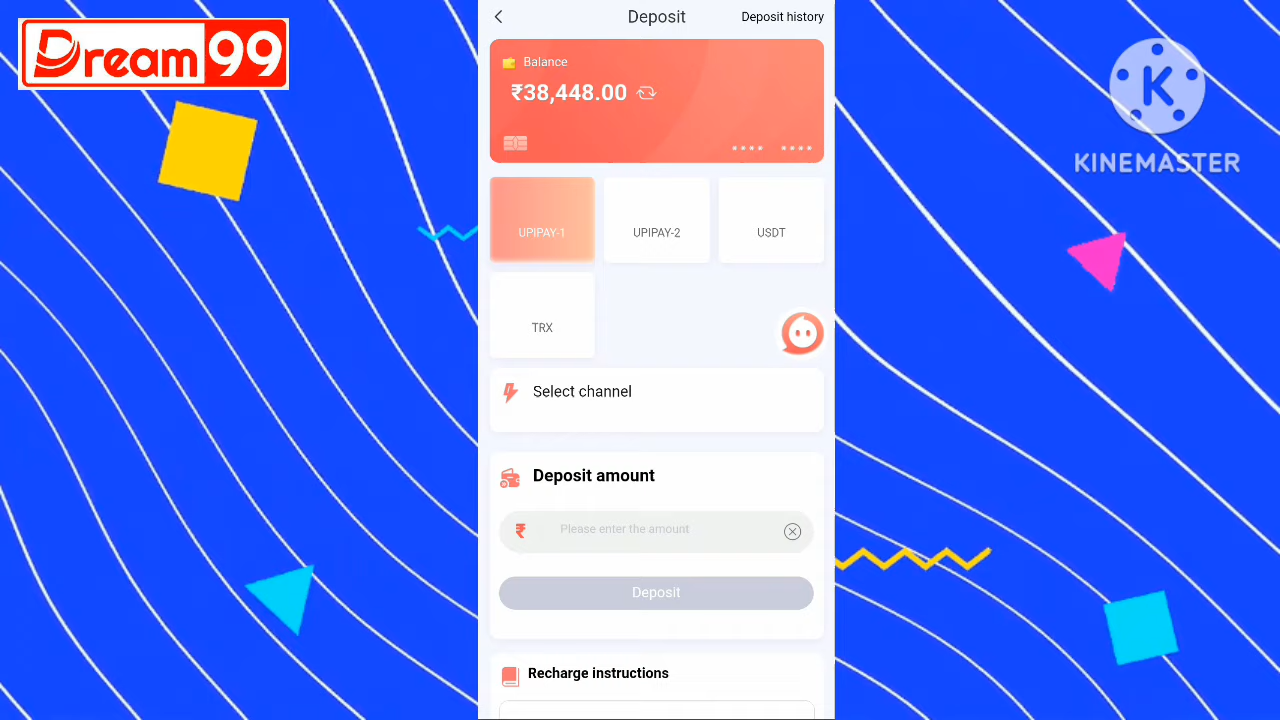 Dream99
Deposit
Deposit history
Balance
₹38,448.00
**** ****
UPIPAY-1
UPIPAY-2
USDT
TRX
Select channel
Deposit amount
₹
Please enter the amount
Deposit
Recharge instructions
K
KINEMASTER